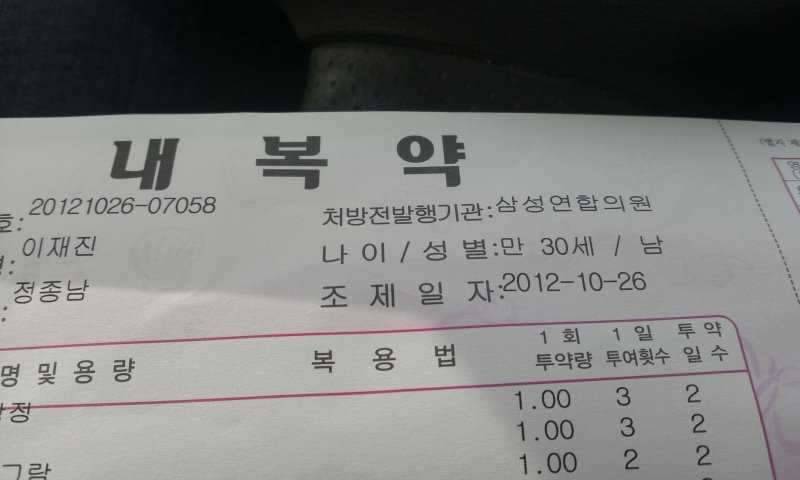 내 복 약
호: 20121026-07058 처방전발행기관:삼성연합의원
: 이재진 나 이 / 성 별:만 30세 / 남
: 정종남 조 제 일 자:2012-10-26
명 및 용 량 복 용 법 1 회 투약량 1 일 투여횟수 투 약 일 수
정 1.00 3 2
1.00 3 2
그람 1.00 2 2